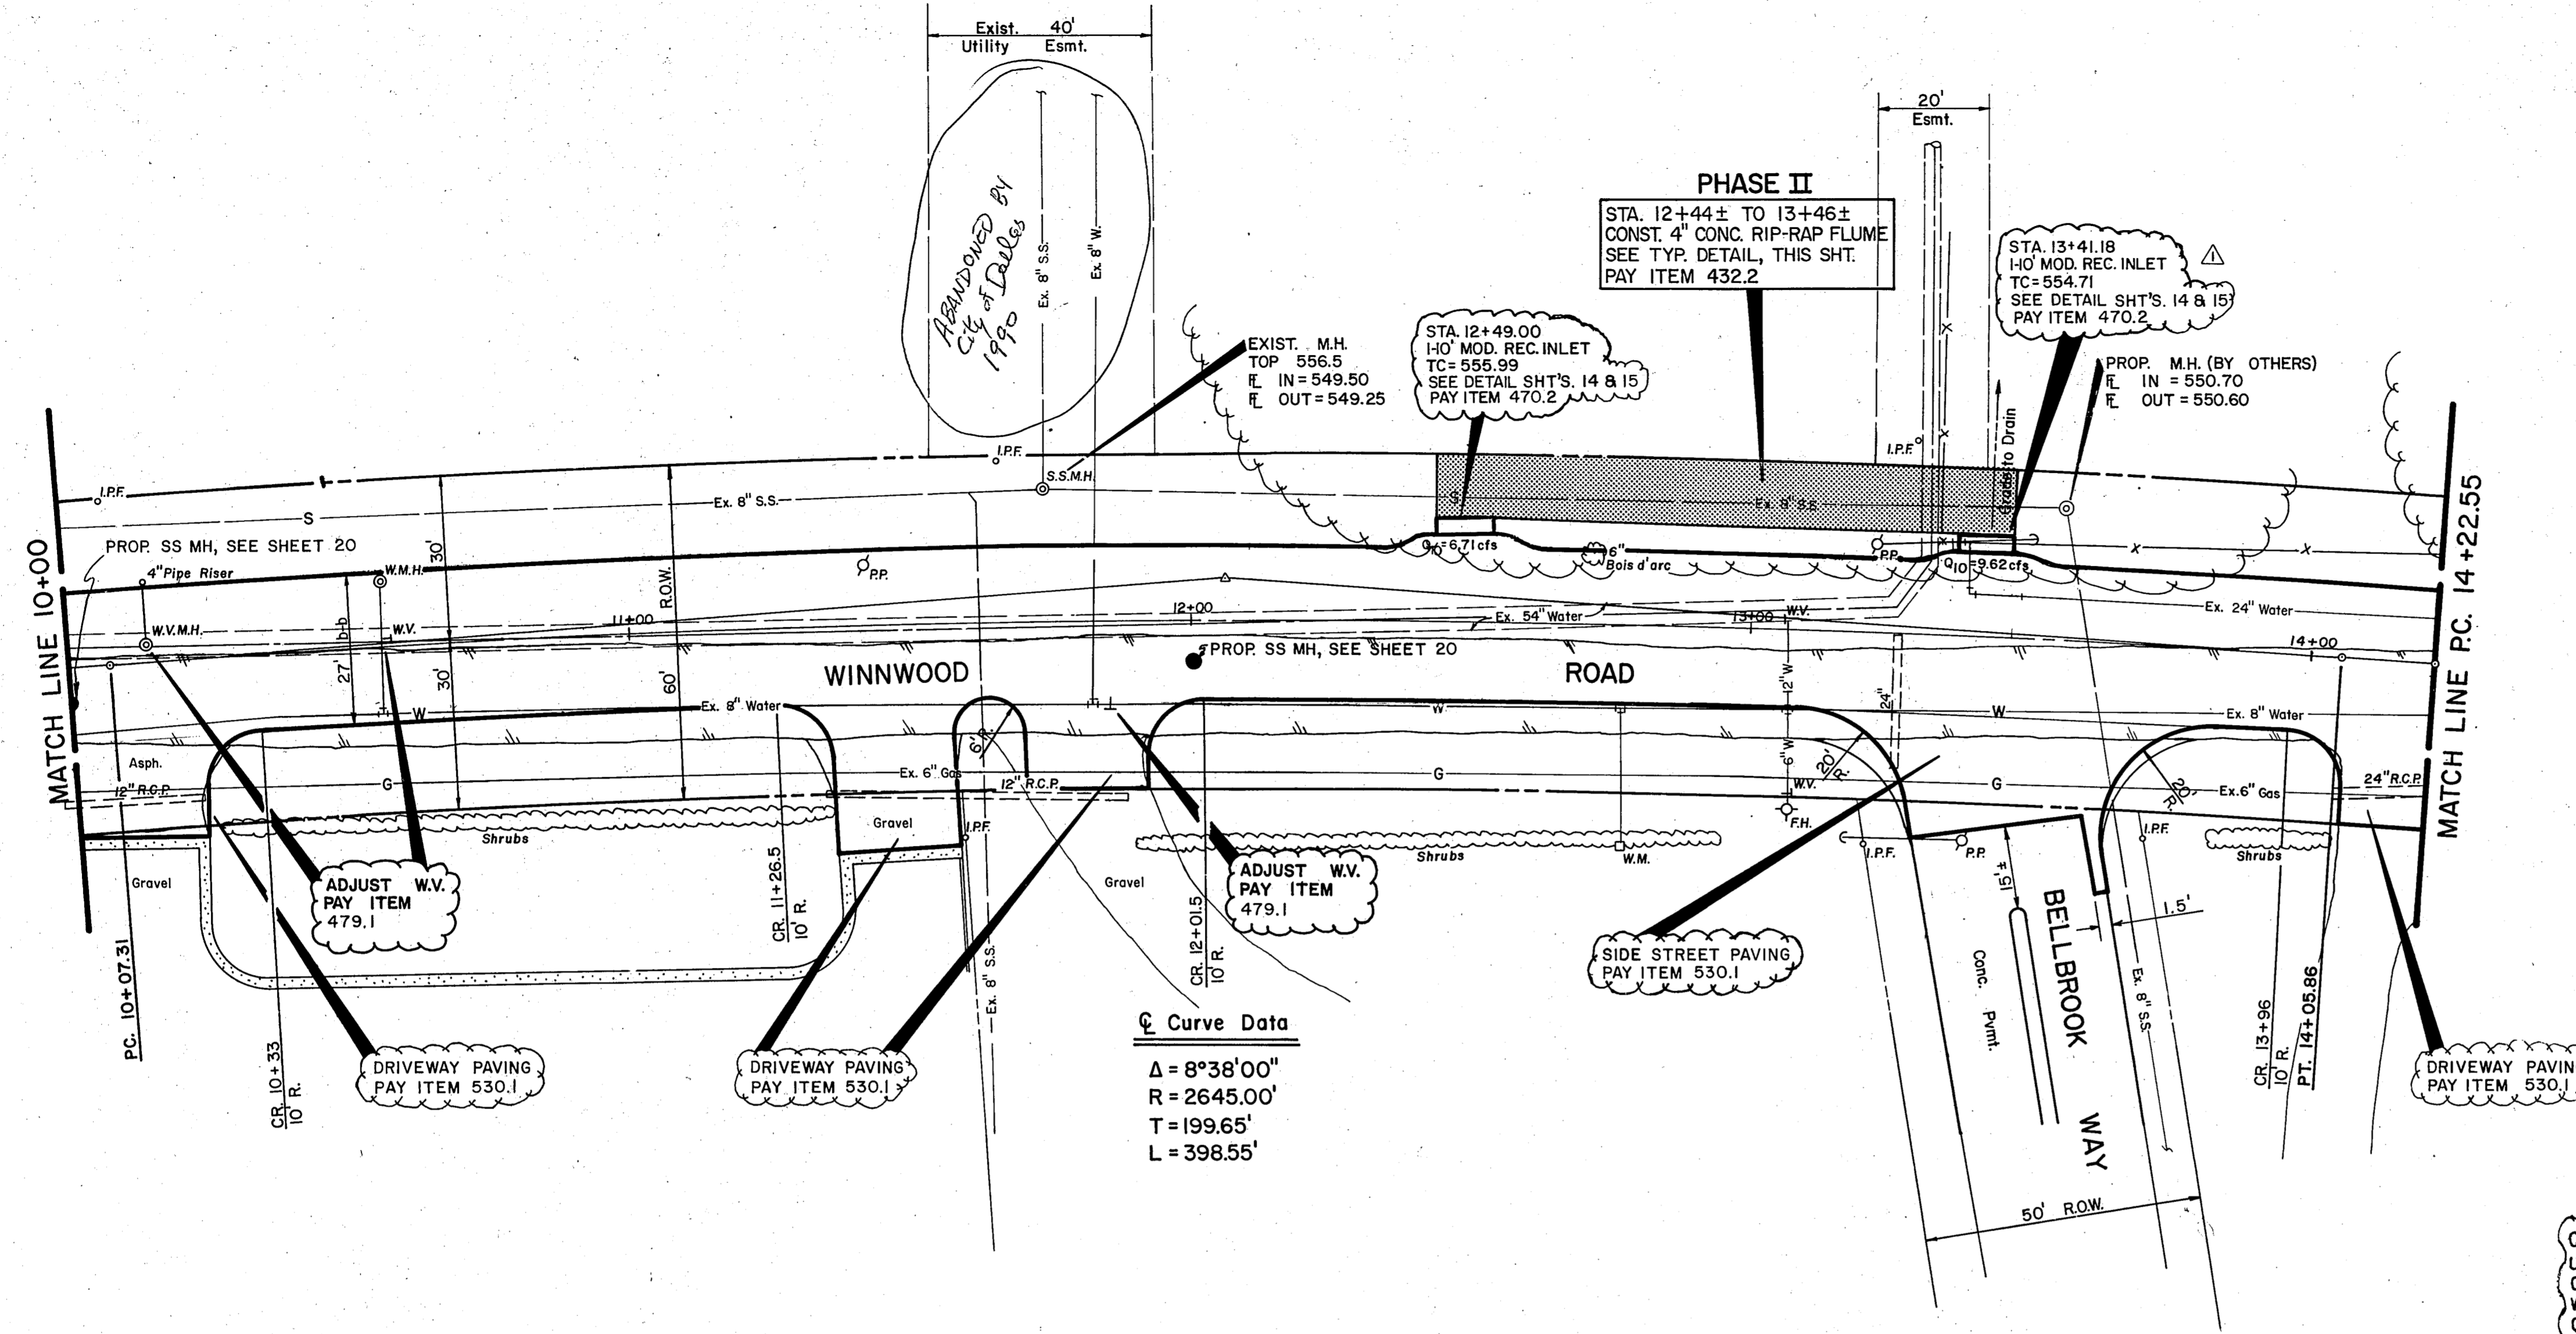 Exist. 40'
Utility Esmt.
ABANDONED BY
City of Dallas
1990
Ex. 8" S.S.
Ex. 8" W.
20'
Esmt.
PHASE II
STA. 12+44± TO 13+46±
CONST. 4" CONC. RIP-RAP FLUME
SEE TYP. DETAIL, THIS SHT.
PAY ITEM 432.2
STA. 13+41.18
1-10' MOD. REC. INLET
TC=554.71
SEE DETAIL SHT'S. 14 & 15
PAY ITEM 470.2
1
STA. 12+49.00
1-10' MOD. REC. INLET
TC=555.99
SEE DETAIL SHT'S. 14 & 15
PAY ITEM 470.2
EXIST. M.H.
TOP 556.5
FL IN=549.50
FL OUT=549.25
PROP. M.H. (BY OTHERS)
FL IN =550.70
FL OUT=550.60
I.P.F.
I.P.F.
I.P.F.
S.S.M.H.
Grades to Drain
Ex. 8" S.S.
S
S
Ex. 8" S.S.
MATCH LINE 10+00
MATCH LINE P.C. 14+22.55
PROP. SS MH, SEE SHEET 20
4" Pipe Riser
W.M.H.
30'
P.P.
R.O.W.
Q10=6.71 cfs
6"
Bois d'arc
P.P.
Q10=9.62 cfs
X
X
X
X
X
W.V.M.H.
W.V.
27' b-b
30'
60'
11+00
12+00
Ex. 54" Water
13+00
W.V.
Ex. 24" Water
14+00
PROP. SS MH, SEE SHEET 20
WINNWOOD ROAD
12" W
24"
W
Ex. 8" Water
W
W
Ex. 8" Water
Asph.
12" R.C.P.
G
Ex. 6" Gas
12" R.C.P.
6' R.
G
6" W
W.V.
20' R.
G
20' R.
Ex. 6" Gas
24" R.C.P.
Shrubs
Gravel
I.P.F.
Shrubs
W.M.
F.H.
I.P.F.
P.P.
I.P.F.
Shrubs
Gravel
Gravel
ADJUST W.V.
PAY ITEM
479.1
ADJUST W.V.
PAY ITEM
479.1
CR. 11+26.5
10' R.
CR. 12+01.5
10' R.
PC. 10+07.31
CR. 10+33
10' R.
Ex. 8" S.S.
SIDE STREET PAVING
PAY ITEM 530.1
15'±
1.5'
Conc. Pvmt.
BELLBROOK WAY
Ex. 8" S.S.
CR. 13+96
10' R.
PT. 14+05.86
DRIVEWAY PAVING
PAY ITEM 530.1
DRIVEWAY PAVING
PAY ITEM 530.1
DRIVEWAY PAVIN
PAY ITEM 530.1
CL Curve Data
Δ = 8°38'00"
R = 2645.00'
T = 199.65'
L = 398.55'
50' R.O.W.